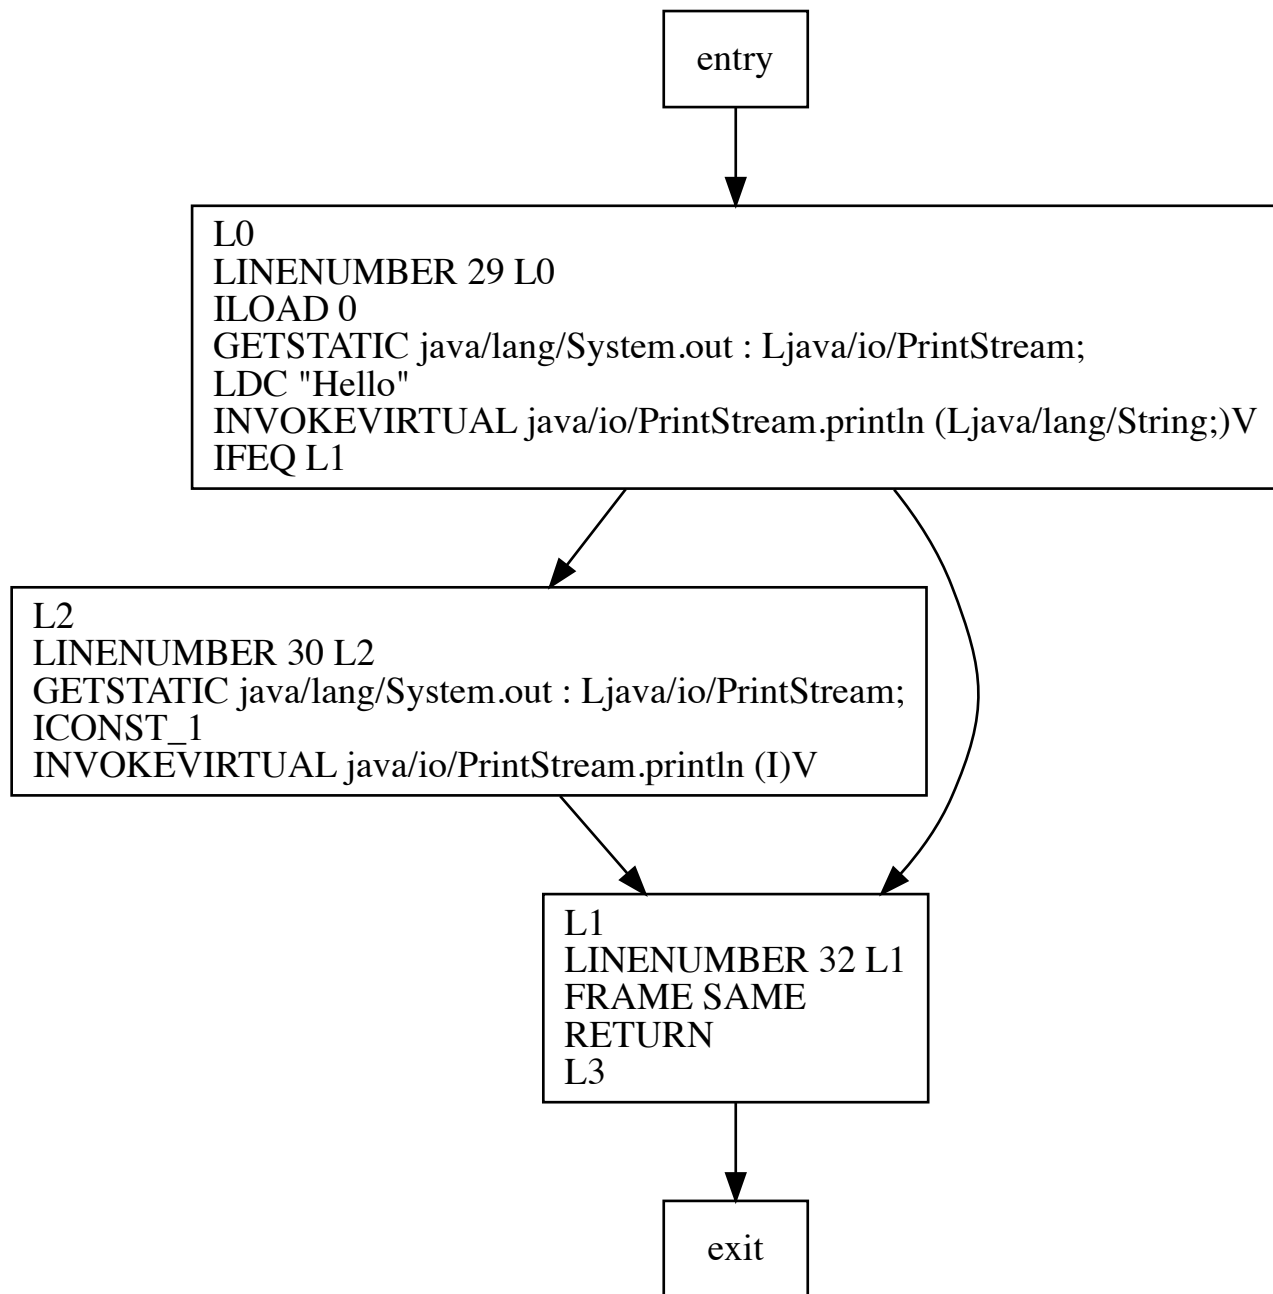 entry
L0
LINENUMBER 29 L0
ILOAD 0
GETSTATIC java/lang/System.out : Ljava/io/PrintStream;
LDC "Hello"
INVOKEVIRTUAL java/io/PrintStream.println (Ljava/lang/String;)V
IFEQ L1
L2
LINENUMBER 30 L2
GETSTATIC java/lang/System.out : Ljava/io/PrintStream;
ICONST_1
INVOKEVIRTUAL java/io/PrintStream.println (I)V
L1
LINENUMBER 32 L1
FRAME SAME
RETURN
L3
exit